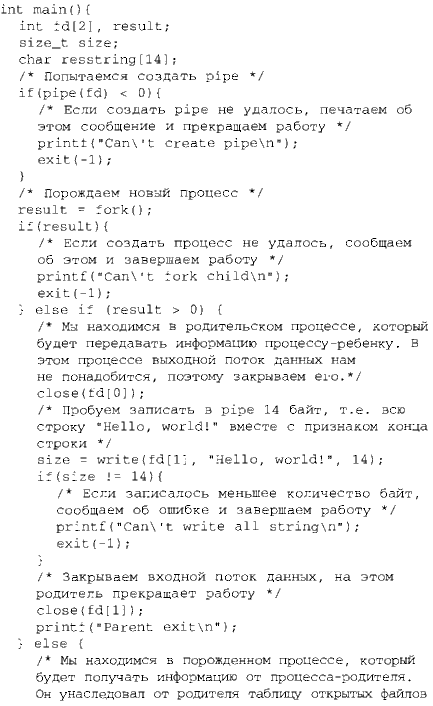 int main(){
int fd[2], result;
size_t size;
char resstring[14];
/* Попытаемся создать pipe */
if(pipe(fd) < 0){
/* Если создать pipe не удалось, печатаем об
этом сообщение и прекращаем работу */
printf("Can\'t create pipe\n");
exit(-1);
}
/* Порождаем новый процесс */
result = fork();
if(result){
/* Если создать процесс не удалось, сообщаем
об этом и завершаем работу */
printf("Can\'t fork child\n");
exit(-1);
} else if (result > 0) {
/* Мы находимся в родительском процессе, который
будет передавать информацию процессу-ребенку. В
этом процессе выходной поток данных нам
не понадобится, поэтому закрываем его.*/
close(fd[0]);
/* Пробуем записать в pipe 14 байт, т.е. всю
строку "Hello, world!" вместе с признаком конца
строки */
size = write(fd[1], "Hello, world!", 14);
if(size != 14){
/* Если записалось меньшее количество байт,
сообщаем об ошибке и завершаем работу */
printf("Can\'t write all string\n");
exit(-1);
}
/* Закрываем входной поток данных, на этом
родитель прекращает работу */
close(fd[1]);
printf("Parent exit\n");
} else {
/* Мы находимся в порожденном процессе, который
будет получать информацию от процесса-родителя.
Он унаследовал от родителя таблицу открытых файлов